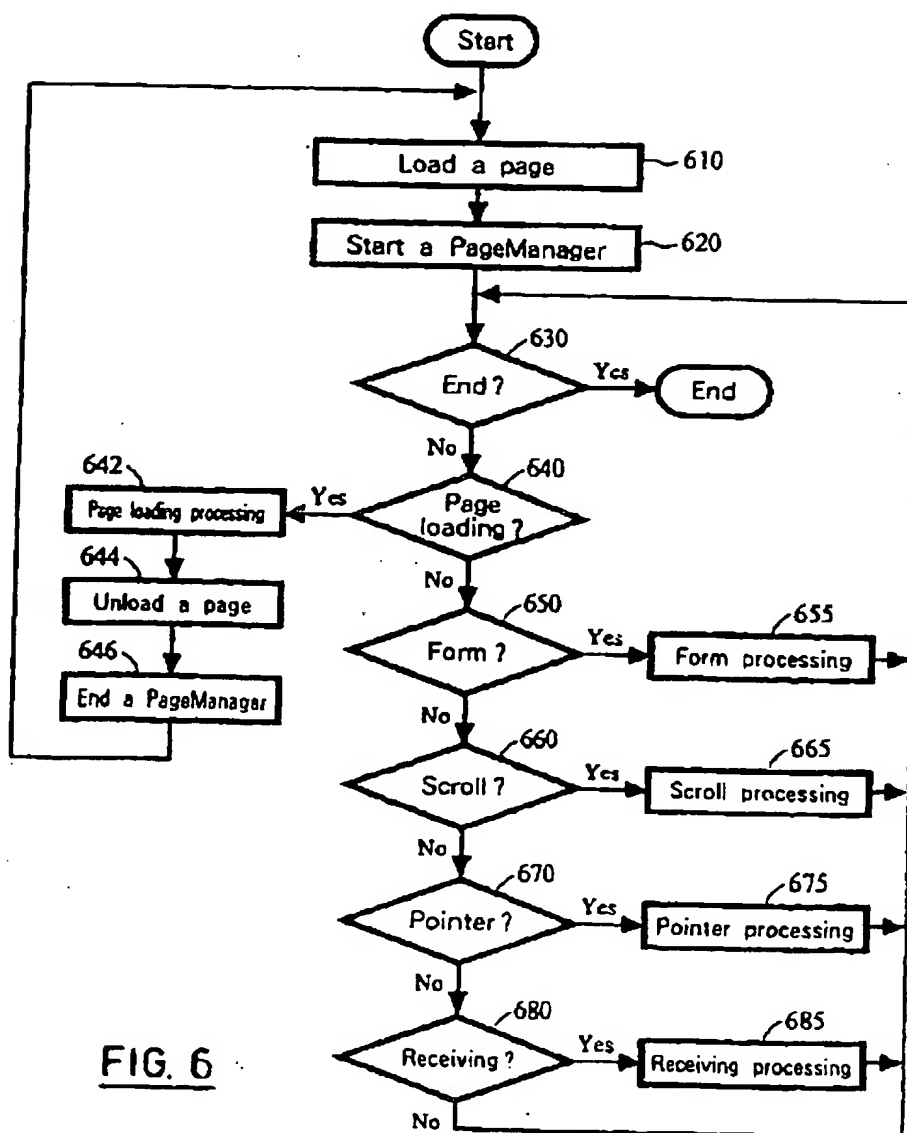 Start
Load a page
610
Start a PageManager
620
630
End ?
Yes
End
No
640
642
Page loading processing
Yes
Page
loading ?
644
Unload a page
No
650
646
End a PageManager
Form ?
Yes
655
Form processing
No
660
Scroll ?
Yes
665
Scroll processing
No
670
Pointer ?
Yes
675
Pointer processing
No
680
Receiving ?
Yes
685
Receiving processing
No
FIG. 6